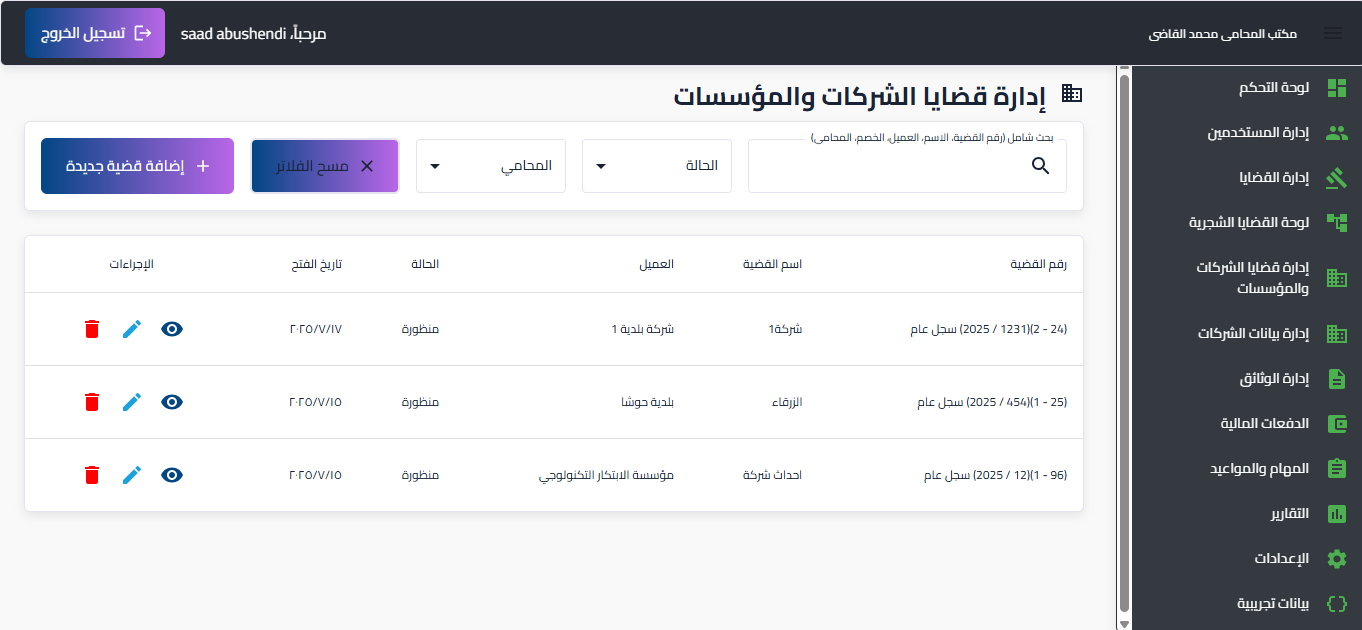 مكتب المحامي محمد القاضي
مرحباً، saad abushendi
تسجيل الخروج
لوحة التحكم
إدارة المستخدمين
إدارة القضايا
لوحة القضايا الشجرية
إدارة قضايا الشركات
والمؤسسات
إدارة بيانات الشركات
إدارة الوثائق
الدفعات المالية
المهام والمواعيد
التقارير
الإعدادات
بيانات تجريبية
إدارة قضايا الشركات والمؤسسات
بحث شامل (رقم القضية، الاسم، العميل، الخصم، المحامي)
الحالة
المحامي
مسح الفلاتر
إضافة قضية جديدة
رقم القضية اسم القضية العميل الحالة تاريخ الفتح الإجراءات
(24 - 2)(1231 / 2025) سجل عام شركة1 شركة بلدية 1 منظورة ٢٠٢٥/٧/١٧
(25 - 1)(454 / 2025) سجل عام الزرقاء بلدية حوشا منظورة ٢٠٢٥/٧/١٥
(96 - 1)(12 / 2025) سجل عام احداث شركة مؤسسة الابتكار التكنولوجي منظورة ٢٠٢٥/٧/١٥